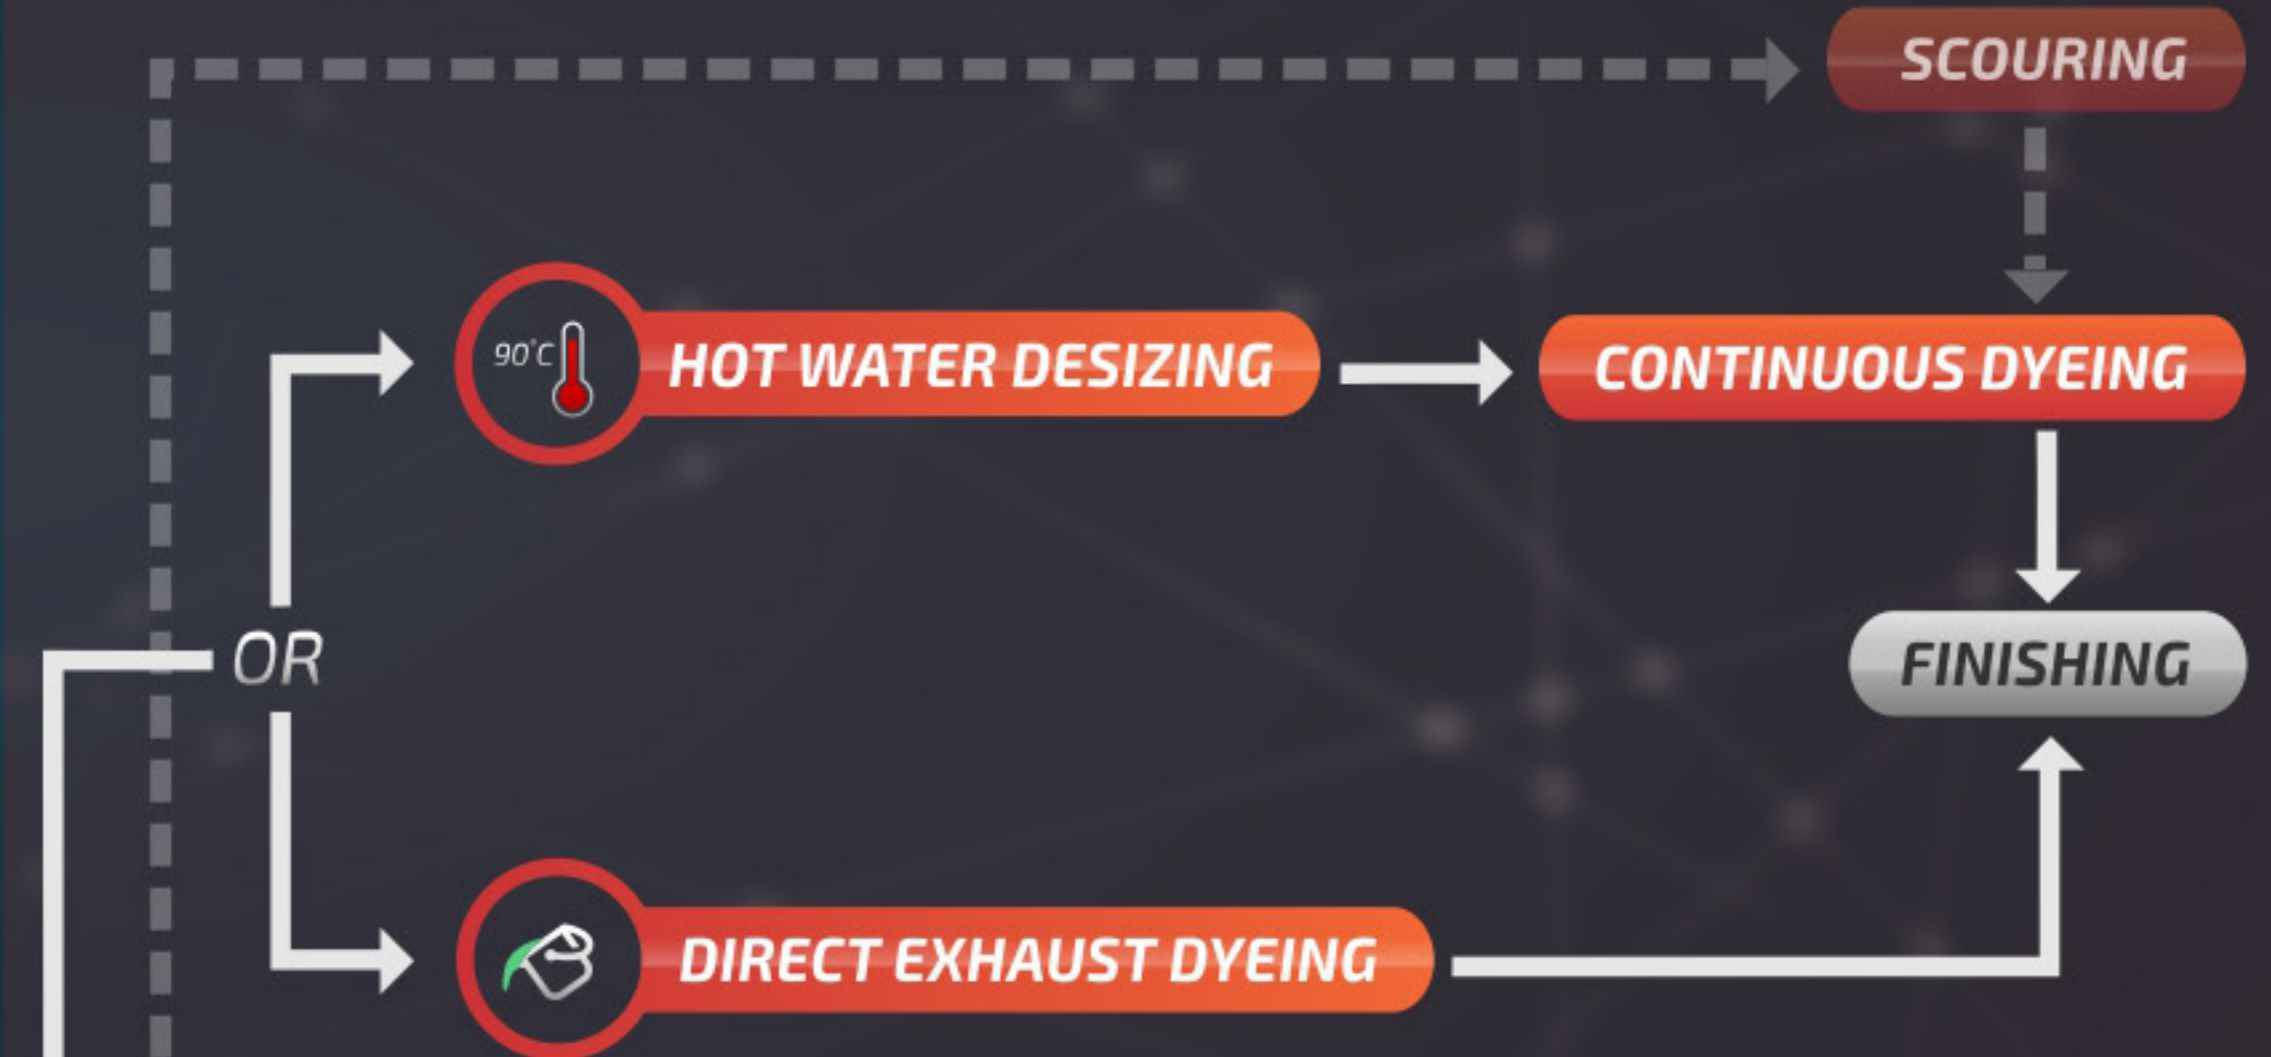 SCOURING
90°C
HOT WATER DESIZING
CONTINUOUS DYEING
OR
FINISHING
DIRECT EXHAUST DYEING